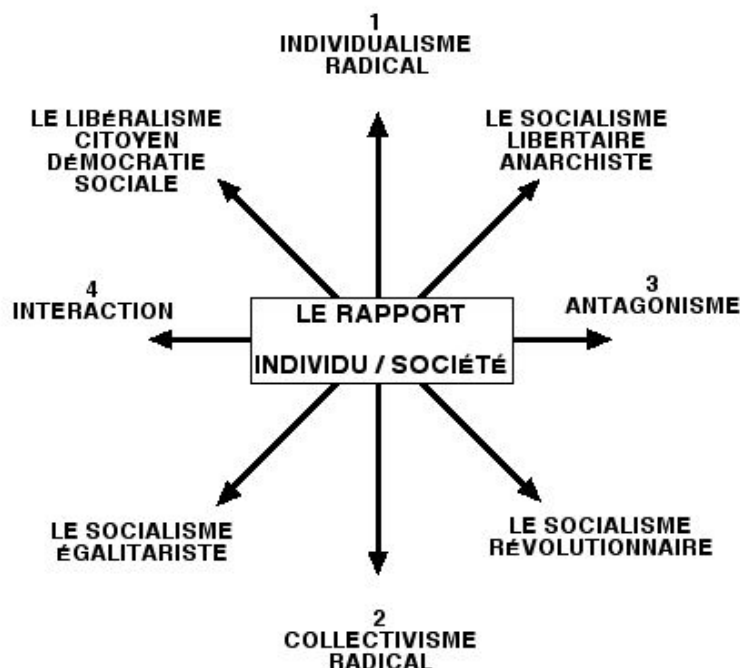 1
INDIVIDUALISME
RADICAL
LE LIBÉRALISME
CITOYEN
DÉMOCRATIE
SOCIALE
LE SOCIALISME
LIBERTAIRE
ANARCHISTE
4
INTERACTION
LE RAPPORT
INDIVIDU / SOCIÉTÉ
3
ANTAGONISME
LE SOCIALISME
ÉGALITARISTE
LE SOCIALISME
RÉVOLUTIONNAIRE
2
COLLECTIVISME
RADICAL